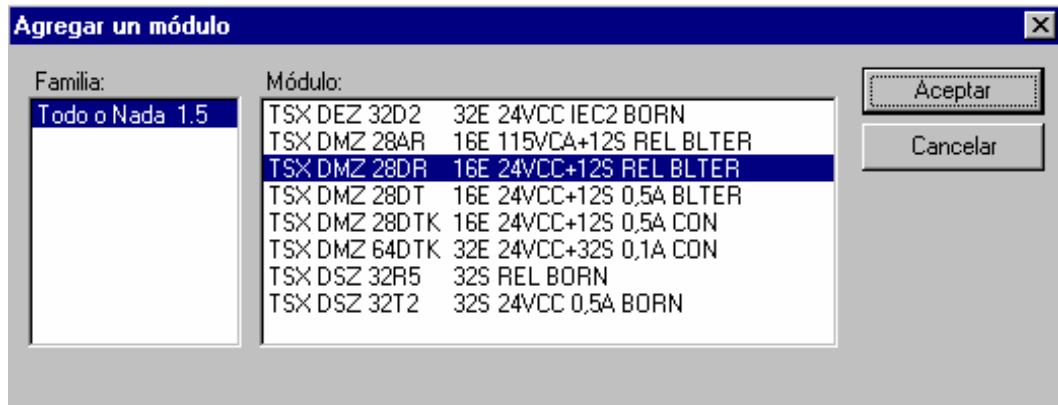 Agregar un módulo
Familia:
Todo o Nada 1.5
Módulo:
TSX DEZ 32D2 32E 24VCC IEC2 BORN
TSX DMZ 28AR 16E 115VCA+12S REL BLTER
TSX DMZ 28DR 16E 24VCC+12S REL BLTER
TSX DMZ 28DT 16E 24VCC+12S 0,5A BLTER
TSX DMZ 28DTK 16E 24VCC+12S 0,5A CON
TSX DMZ 64DTK 32E 24VCC+32S 0,1A CON
TSX DSZ 32R5 32S REL BORN
TSX DSZ 32T2 32S 24VCC 0,5A BORN
Aceptar
Cancelar